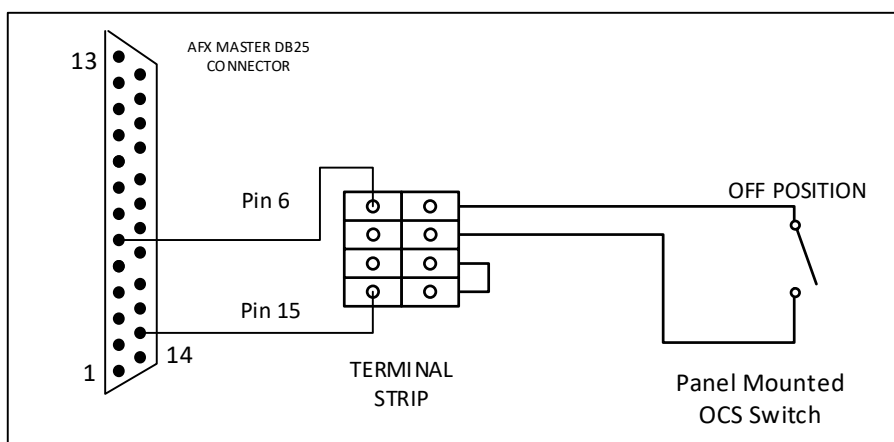 AFX MASTER DB25
CONNECTOR
13
Pin 6
OFF POSITION
Pin 15
14
1
TERMINAL
STRIP
Panel Mounted
OCS Switch